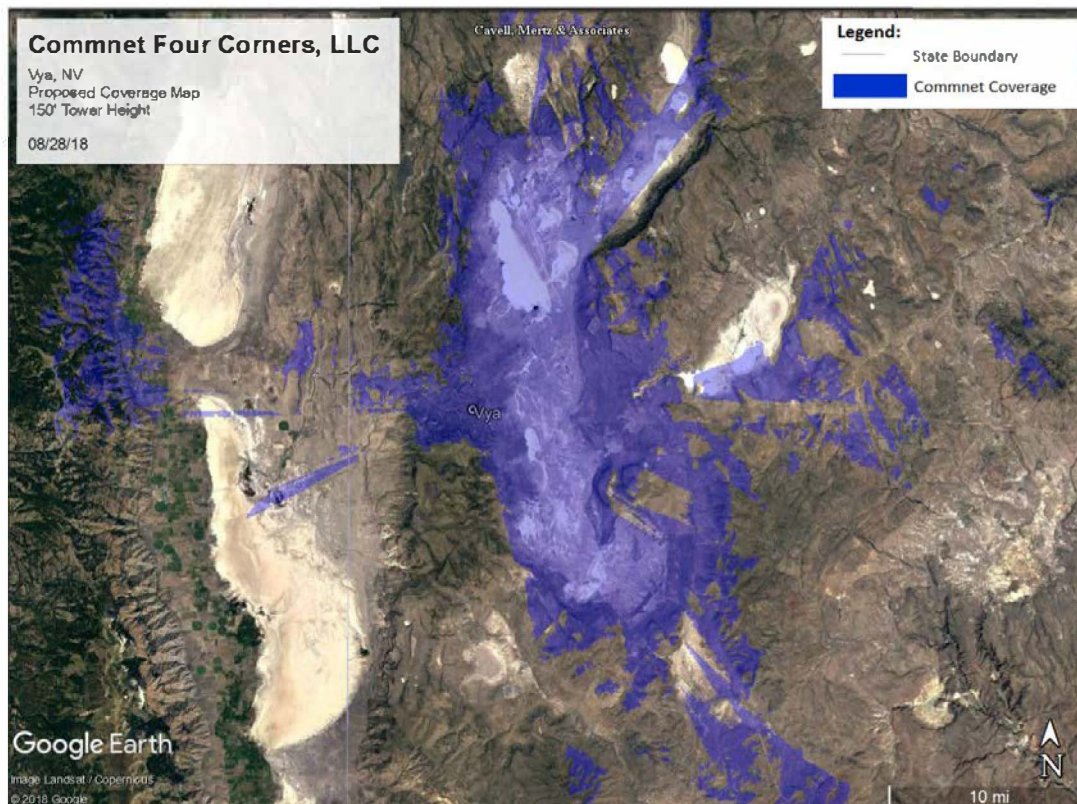 Commnet Four Corners, LLC
Vya, NV
Proposed Coverage Map
150' Tower Height
08/28/18
Cavell, Mertz & Associates
Legend:
State Boundary
Commnet Coverage
Vya
Google Earth
Image Landsat / Copernicus
© 2018 Google
N
10 mi